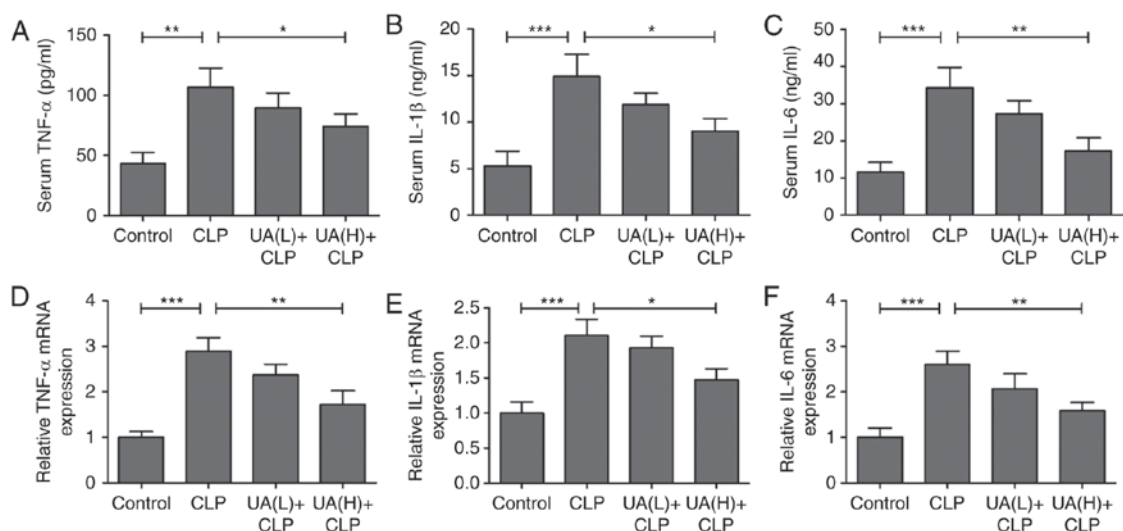 A
Serum TNF-α (pg/ml)
150
100
50
0
** *
Control CLP UA(L)+ UA(H)+
CLP CLP
B
Serum IL-1β (ng/ml)
20
15
10
5
0
*** *
Control CLP UA(L)+ UA(H)+
CLP CLP
C
Serum IL-6 (ng/ml)
50
40
30
20
10
0
*** **
Control CLP UA(L)+ UA(H)+
CLP CLP
D
Relative TNF-α mRNA
expression
4
3
2
1
0
*** **
Control CLP UA(L)+ UA(H)+
CLP CLP
E
Relative IL-1β mRNA
expression
2.5
2.0
1.5
1.0
0.5
0.0
*** *
Control CLP UA(L)+ UA(H)+
CLP CLP
F
Relative IL-6 mRNA
expression
4
3
2
1
0
*** **
Control CLP UA(L)+ UA(H)+
CLP CLP